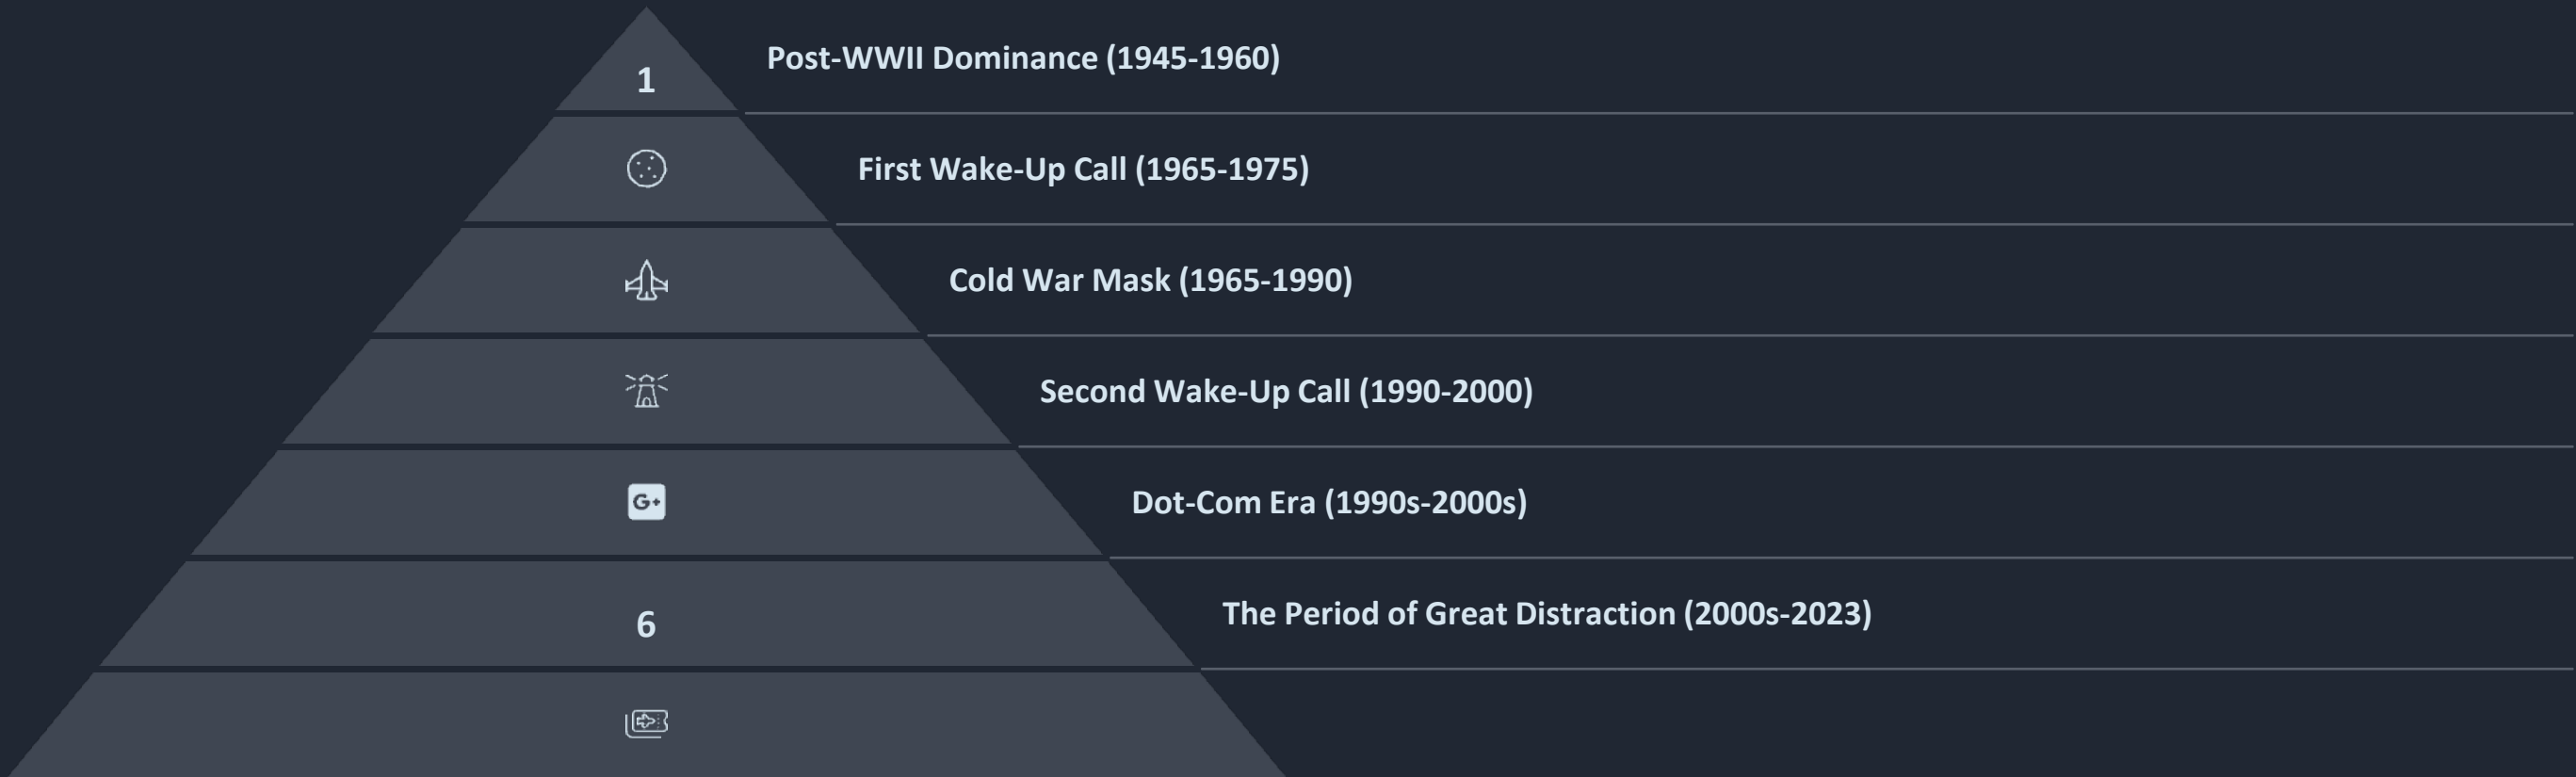 1
Post-WWII Dominance (1945-1960)
First Wake-Up Call (1965-1975)
Cold War Mask (1965-1990)
Second Wake-Up Call (1990-2000)
G+
Dot-Com Era (1990s-2000s)
6
The Period of Great Distraction (2000s-2023)